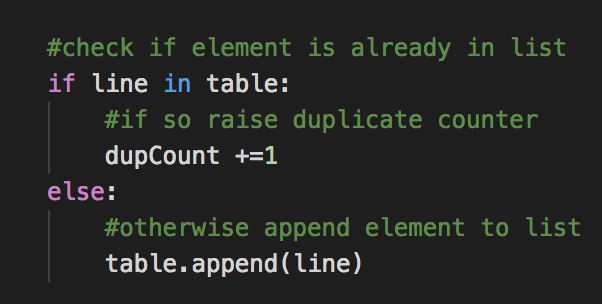 #check if element is already in list
if line in table:
    #if so raise duplicate counter
    dupCount +=1
else:
    #otherwise append element to list
    table.append(line)